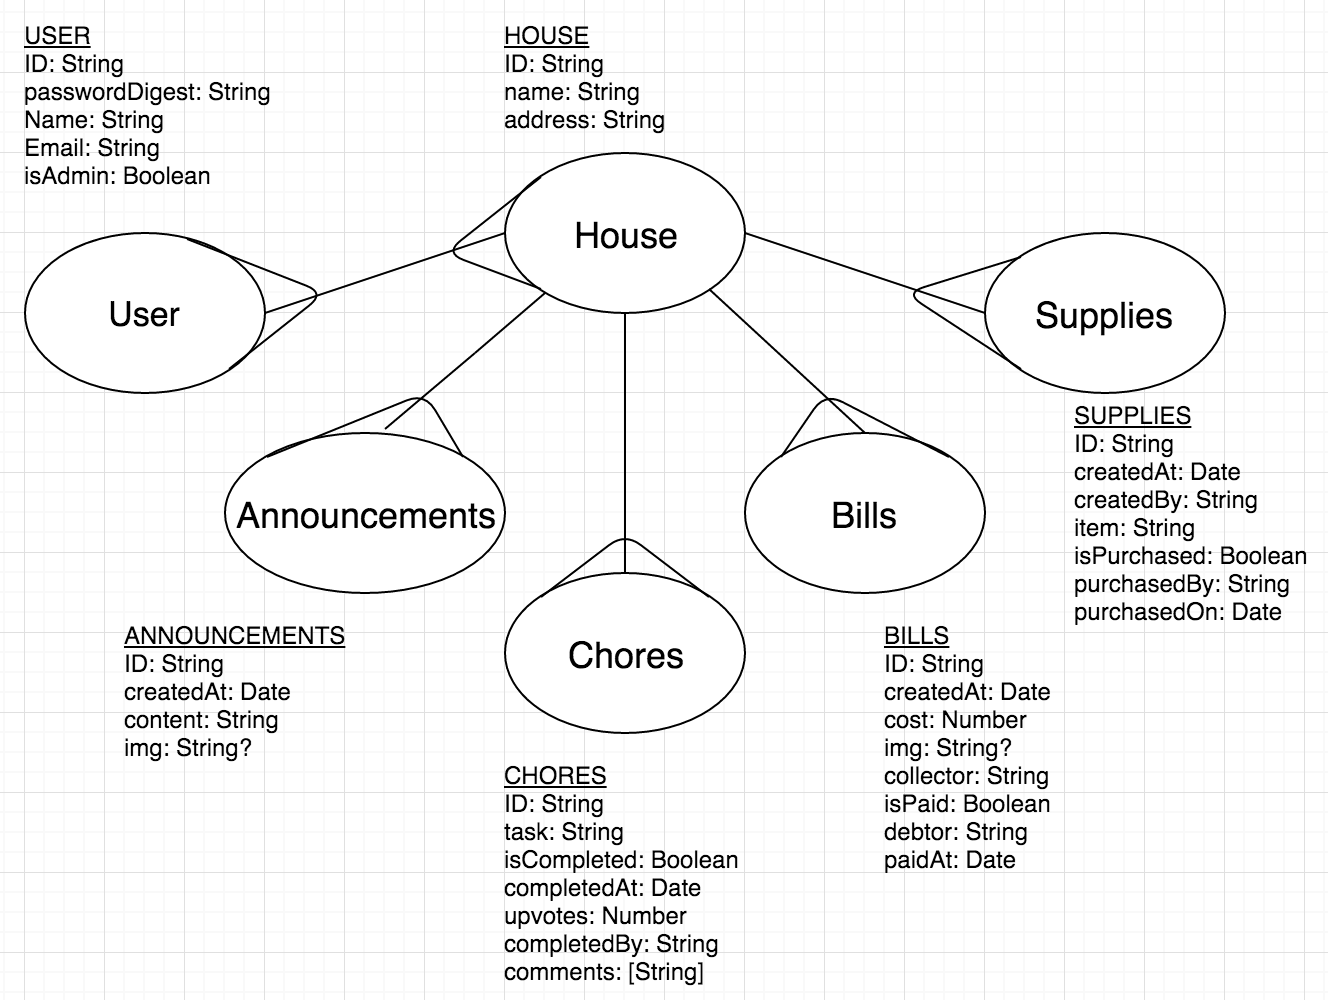 USER
ID: String
passwordDigest: String
Name: String
Email: String
isAdmin: Boolean
HOUSE
ID: String
name: String
address: String
House
User
Supplies
Announcements
Bills
Chores
SUPPLIES
ID: String
createdAt: Date
createdBy: String
item: String
isPurchased: Boolean
purchasedBy: String
purchasedOn: Date
ANNOUNCEMENTS
ID: String
createdAt: Date
content: String
img: String?
CHORES
ID: String
task: String
isCompleted: Boolean
completedAt: Date
upvotes: Number
completedBy: String
comments: [String]
BILLS
ID: String
createdAt: Date
cost: Number
img: String?
collector: String
isPaid: Boolean
debtor: String
paidAt: Date